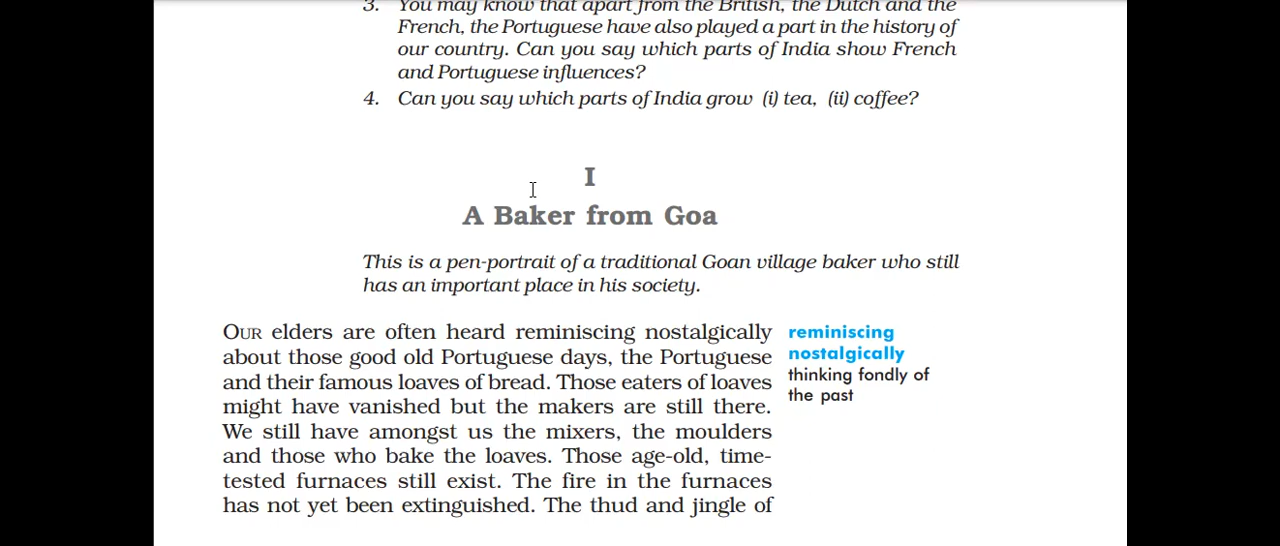 3. You may know that apart from the British, the Dutch and the
French, the Portuguese have also played a part in the history of
our country. Can you say which parts of India show French
and Portuguese influences?
4. Can you say which parts of India grow (i) tea, (ii) coffee?
I
A Baker from Goa
This is a pen-portrait of a traditional Goan village baker who still
has an important place in his society.
OUR elders are often heard reminiscing nostalgically
about those good old Portuguese days, the Portuguese
and their famous loaves of bread. Those eaters of loaves
might have vanished but the makers are still there.
We still have amongst us the mixers, the moulders
and those who bake the loaves. Those age-old, time-
tested furnaces still exist. The fire in the furnaces
has not yet been extinguished. The thud and jingle of
reminiscing
nostalgically
thinking fondly of
the past